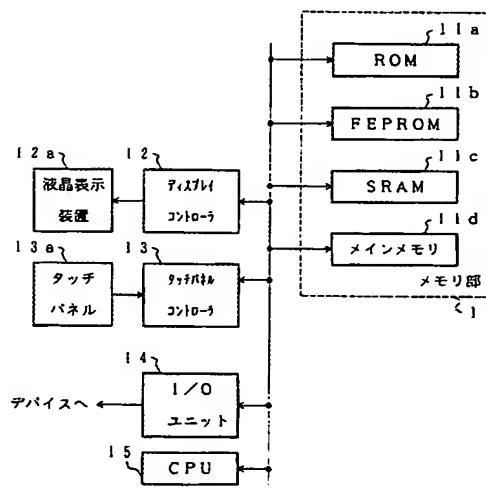 11a
ROM
11b
FEPROM
12a
12
11c
液晶表示
装置
ディスプレイ
コントローラ
SRAM
11d
13a
13
メインメモリ
タッチ
パネル
タッチパネル
コントローラ
メモリ部
1
14
I/O
ユニット
デバイスへ
15
CPU